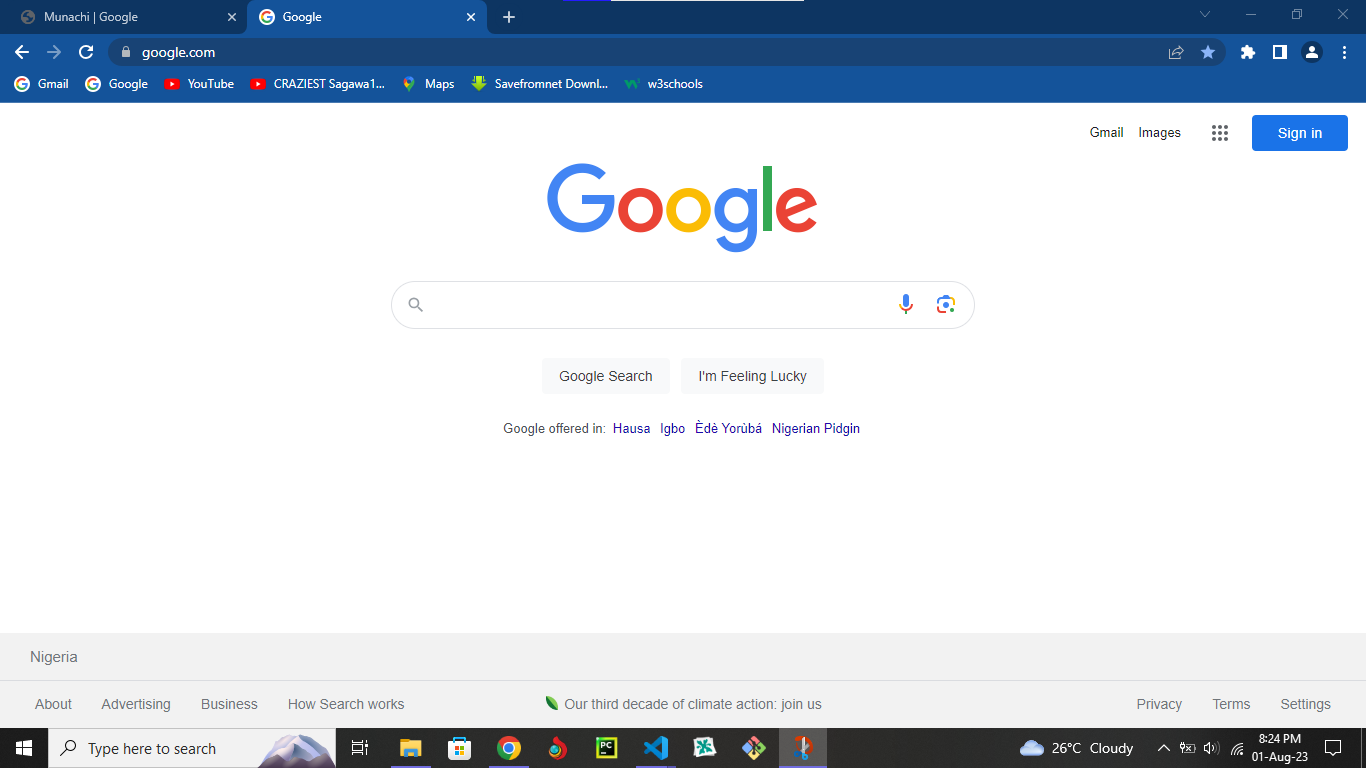 Munachi | Google
Google
google.com
Gmail Google YouTube CRAZIEST Sagawa1... Maps Savefromnet Downl... w3schools
Gmail Images Sign in
Google
Google Search I'm Feeling Lucky
Google offered in: Hausa Igbo Èdè Yorùbá Nigerian Pidgin
Nigeria
About Advertising Business How Search works Our third decade of climate action: join us Privacy Terms Settings
Type here to search PC 26°C Cloudy 8:24 PM
01-Aug-23